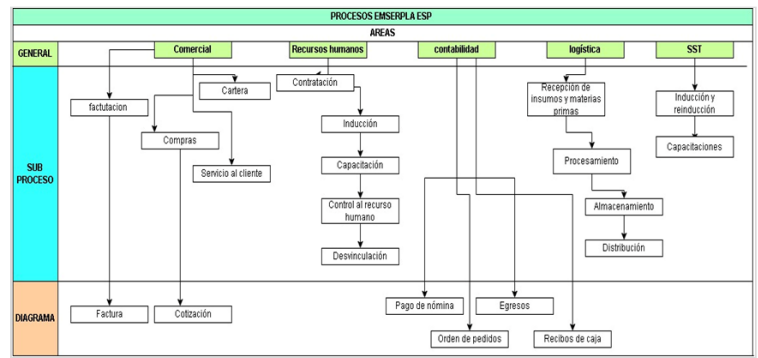 PROCESOS EMSERPLA ESP
AREAS
GENERAL
Comercial
Recursos humanos
contabilidad
logística
SST
SUB
PROCESO
factutacion
Cartera
Compras
Servicio al cliente
Contratación
Inducción
Capacitación
Control al recurso
humano
Desvinculación
Recepción de
insumos y materias
primas
Procesamiento
Almacenamiento
Distribución
Inducción y
reinducción
Capacitaciones
DIAGRAMA
Factura
Cotización
Pago de nómina
Egresos
Orden de pedidos
Recibos de caja